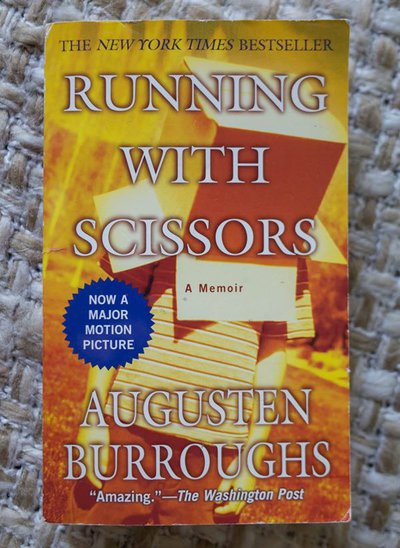 THE NEW YORK TIMES BESTSELLER
RUNNING
WITH
SCISSORS
A Memoir
NOW A
MAJOR
MOTION
PICTURE
AUGUSTEN
BURROUGHS
“Amazing.”—The Washington Post